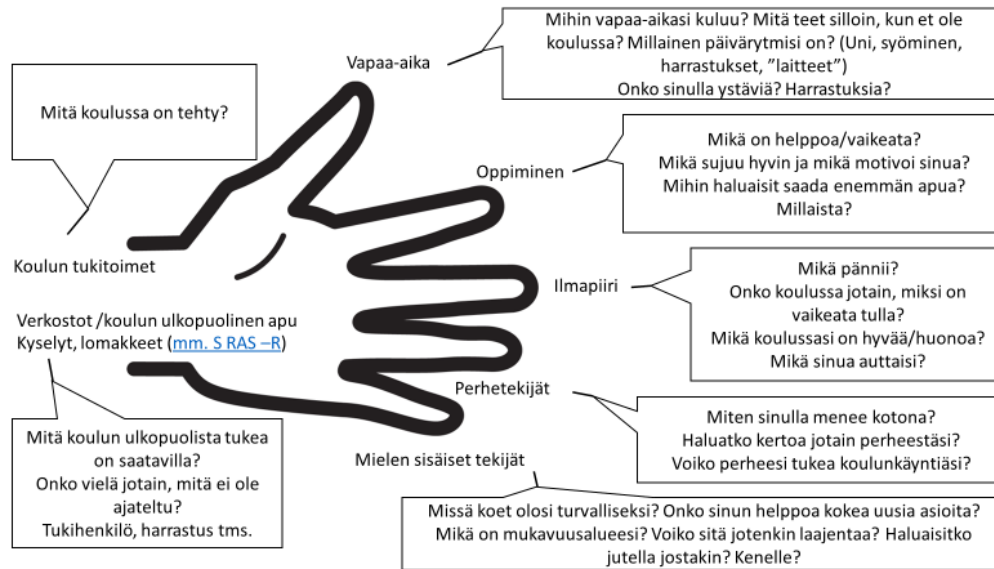 Mihin vapaa-aikasi kuluu? Mitä teet silloin, kun et ole
koulussa? Millainen päivärytmisi on? (Uni, syöminen,
harrastukset, ”laitteet”)
Onko sinulla ystäviä? Harrastuksia?
Vapaa-aika
Mitä koulussa on tehty?
Mikä on helppoa/vaikeata?
Mikä sujuu hyvin ja mikä motivoi sinua?
Mihin haluaisit saada enemmän apua?
Millaista?
Oppiminen
Koulun tukitoimet
Mikä pännii?
Onko koulussa jotain, miksi on
vaikeata tulla?
Mikä koulussasi on hyvää/huonoa?
Mikä sinua auttaisi?
Ilmapiiri
Verkostot /koulun ulkopuolinen apu
Kyselyt, lomakkeet (mm. S RAS –R)
Perhetekijät
Miten sinulla menee kotona?
Haluatko kertoa jotain perheestäsi?
Voiko perheesi tukea koulunkäyntiäsi?
Mitä koulun ulkopuolista tukea
on saatavilla?
Onko vielä jotain, mitä ei ole
ajateltu?
Tukihenkilö, harrastus tms.
Mielen sisäiset tekijät
Missä koet olosi turvalliseksi? Onko sinun helppoa kokea uusia asioita?
Mikä on mukavuusalueesi? Voiko sitä jotenkin laajentaa? Haluaisitko
jutella jostakin? Kenelle?